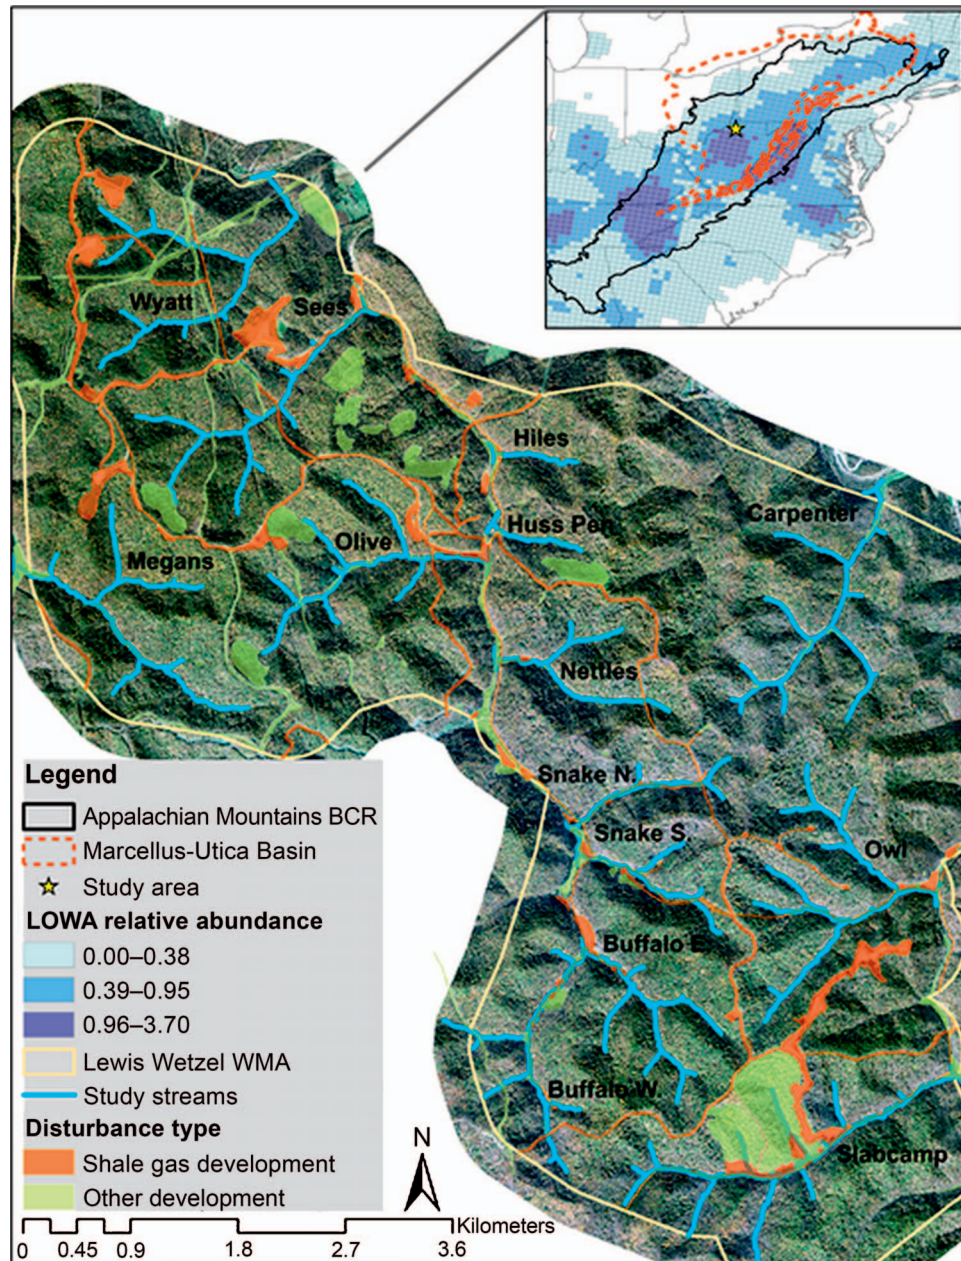 Wyatt
Sees
Hiles
Carpenter
Huss Pen
Olive
Megans
Nettles
Snake N.
Snake S.
Owl
Buffalo E.
Buffalo W.
Slabcamp
Legend
Appalachian Mountains BCR
Marcellus-Utica Basin
Study area
LOWA relative abundance
0.00–0.38
0.39–0.95
0.96–3.70
Lewis Wetzel WMA
Study streams
Disturbance type
Shale gas development
Other development
N
Kilometers
0 0.45 0.9 1.8 2.7 3.6